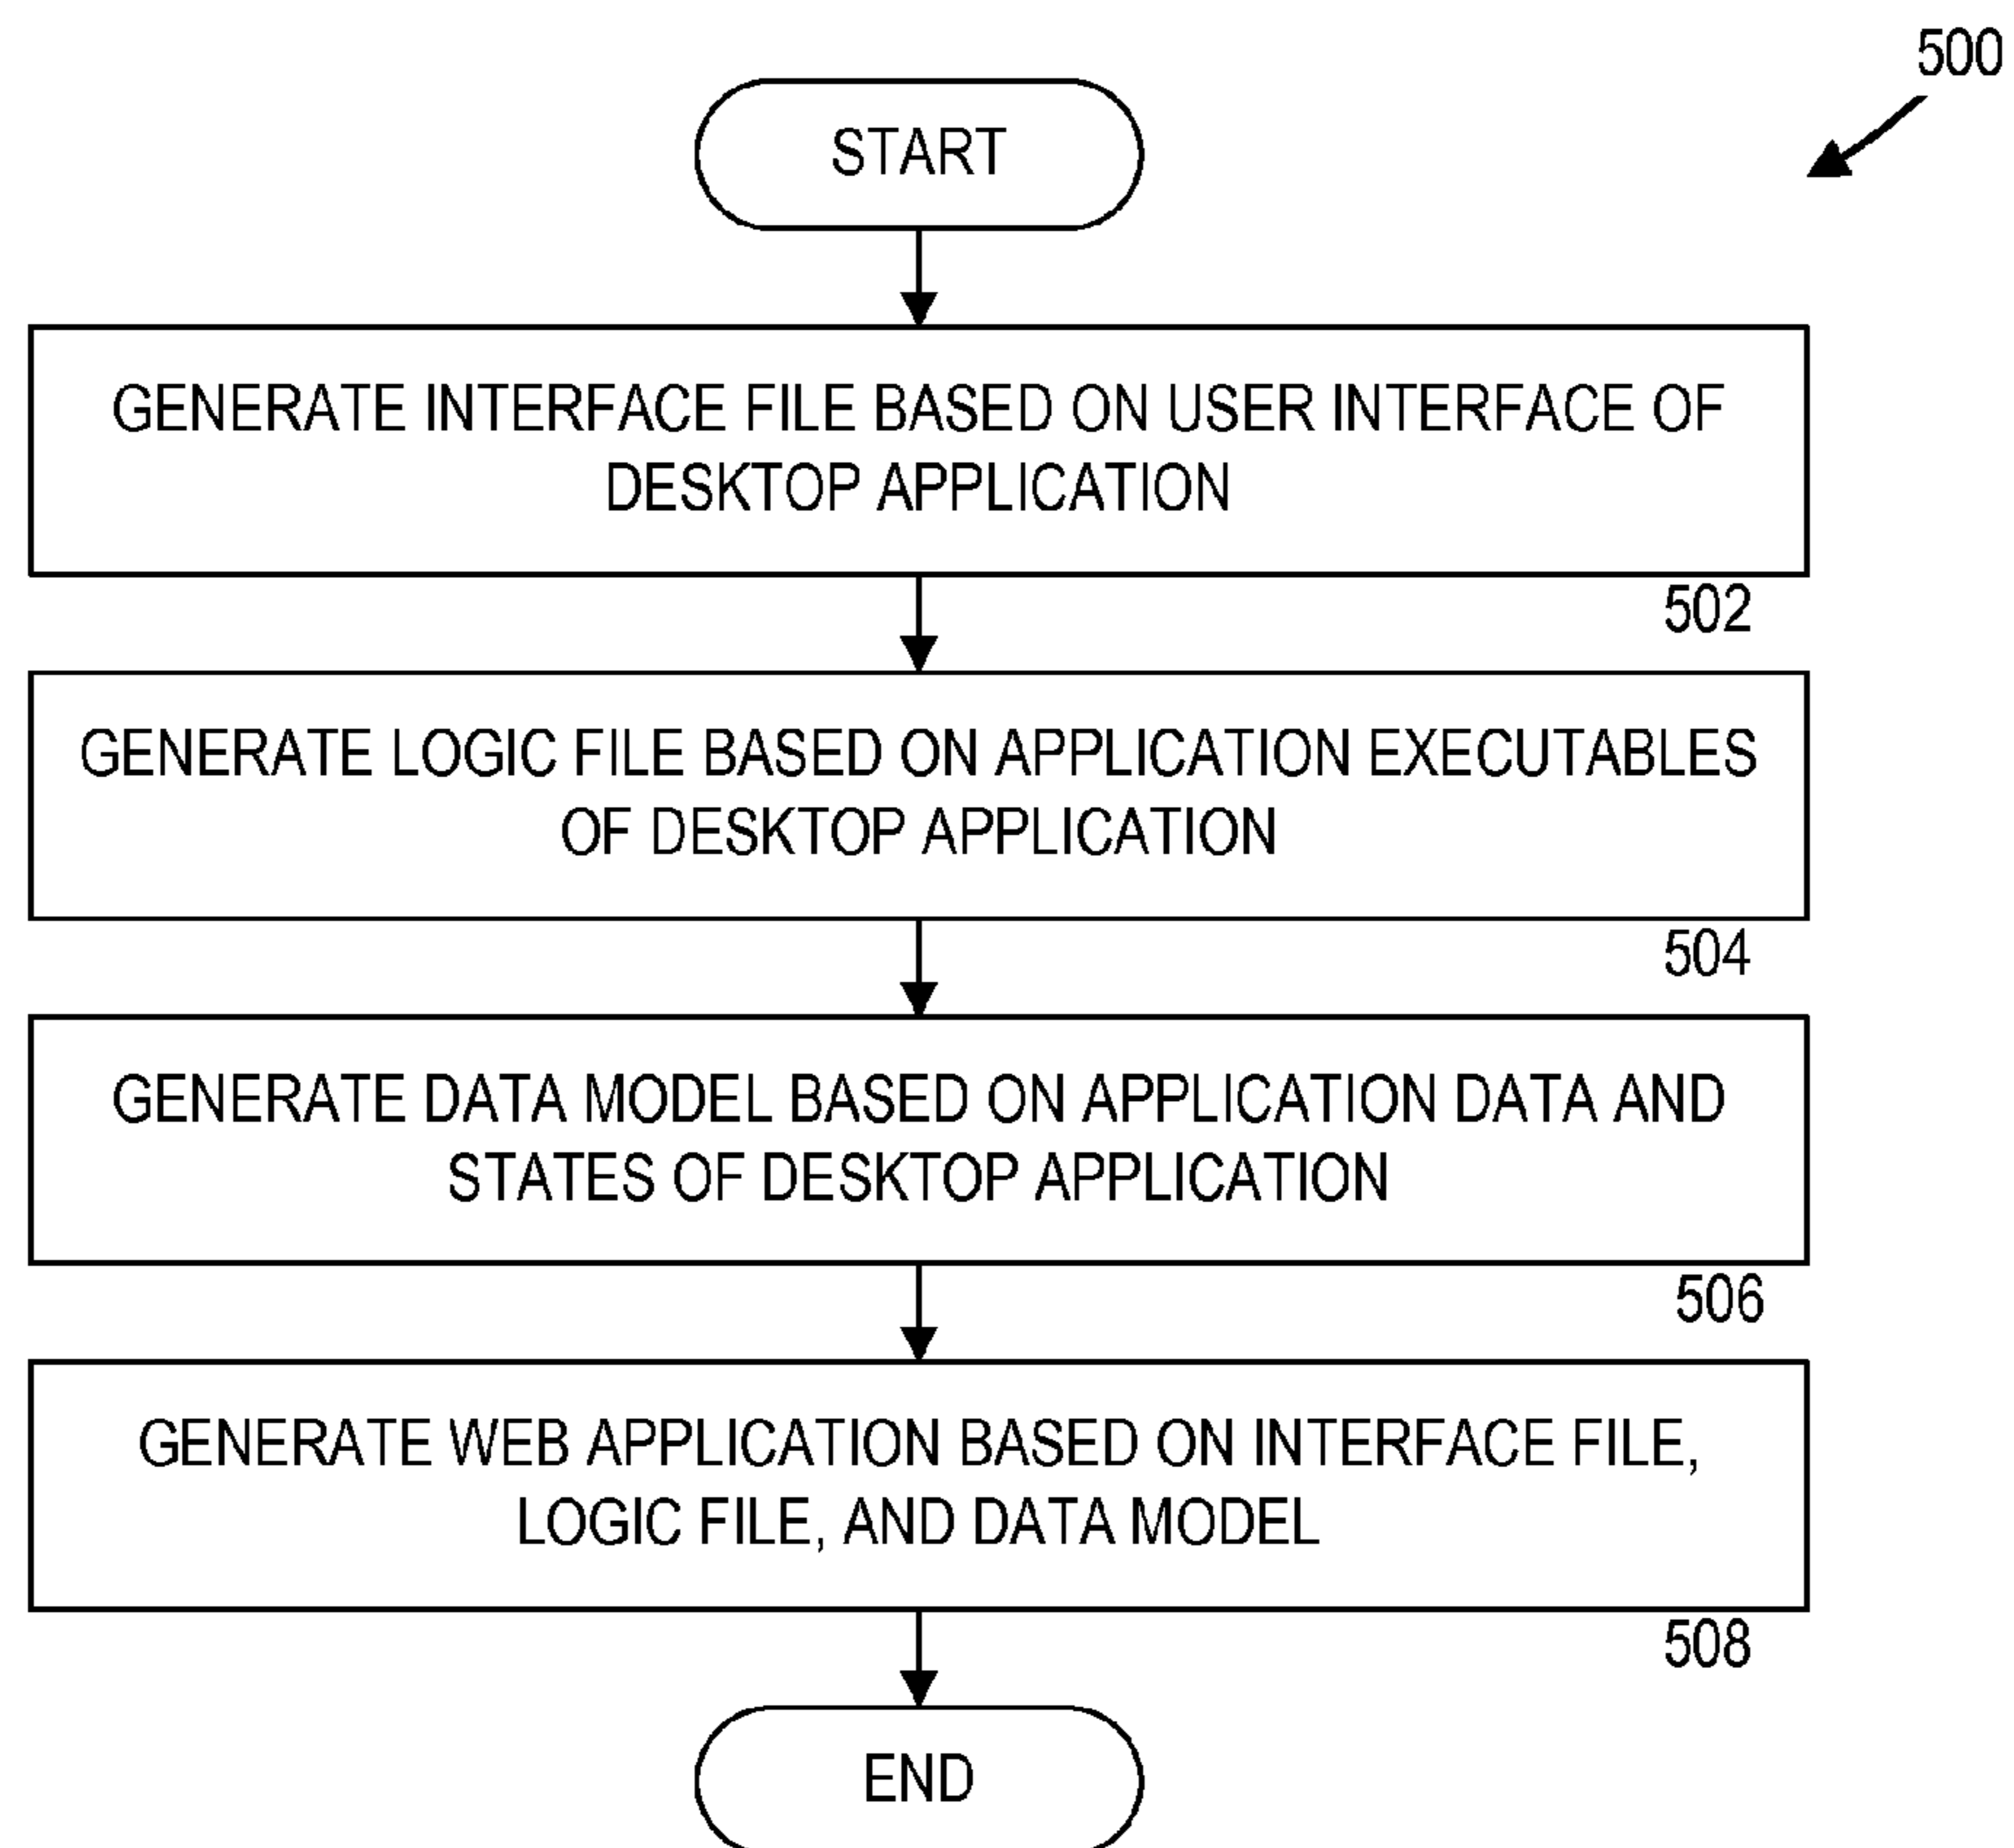 500
START
GENERATE INTERFACE FILE BASED ON USER INTERFACE OF
DESKTOP APPLICATION
502
GENERATE LOGIC FILE BASED ON APPLICATION EXECUTABLES
OF DESKTOP APPLICATION
504
GENERATE DATA MODEL BASED ON APPLICATION DATA AND
STATES OF DESKTOP APPLICATION
506
GENERATE WEB APPLICATION BASED ON INTERFACE FILE,
LOGIC FILE, AND DATA MODEL
508
END